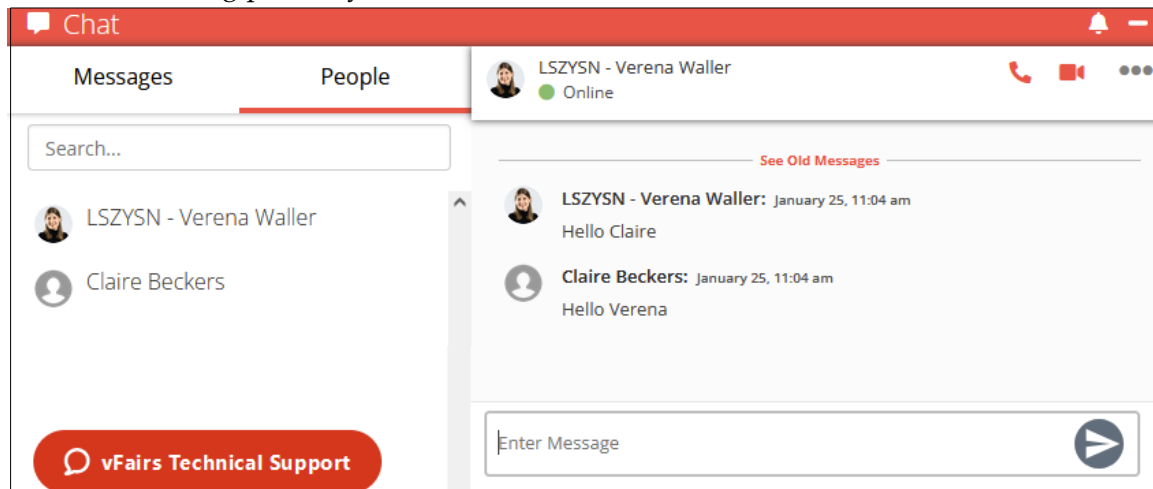 Chat
Messages People
Search...
LSZYSN - Verena Waller
Claire Beckers
vFairs Technical Support
LSZYSN - Verena Waller
Online
See Old Messages
LSZYSN - Verena Waller: January 25, 11:04 am
Hello Claire
Claire Beckers: January 25, 11:04 am
Hello Verena
Enter Message